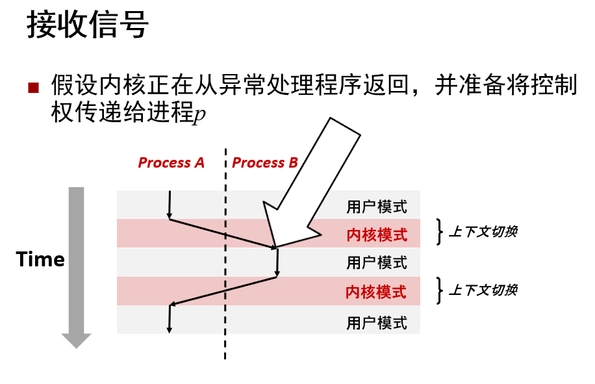 接收信号
假设内核正在从异常处理程序返回，并准备将控制
权传递给进程p
Process A
Process B
用户模式
内核模式
上下文切换
Time
用户模式
内核模式
上下文切换
用户模式